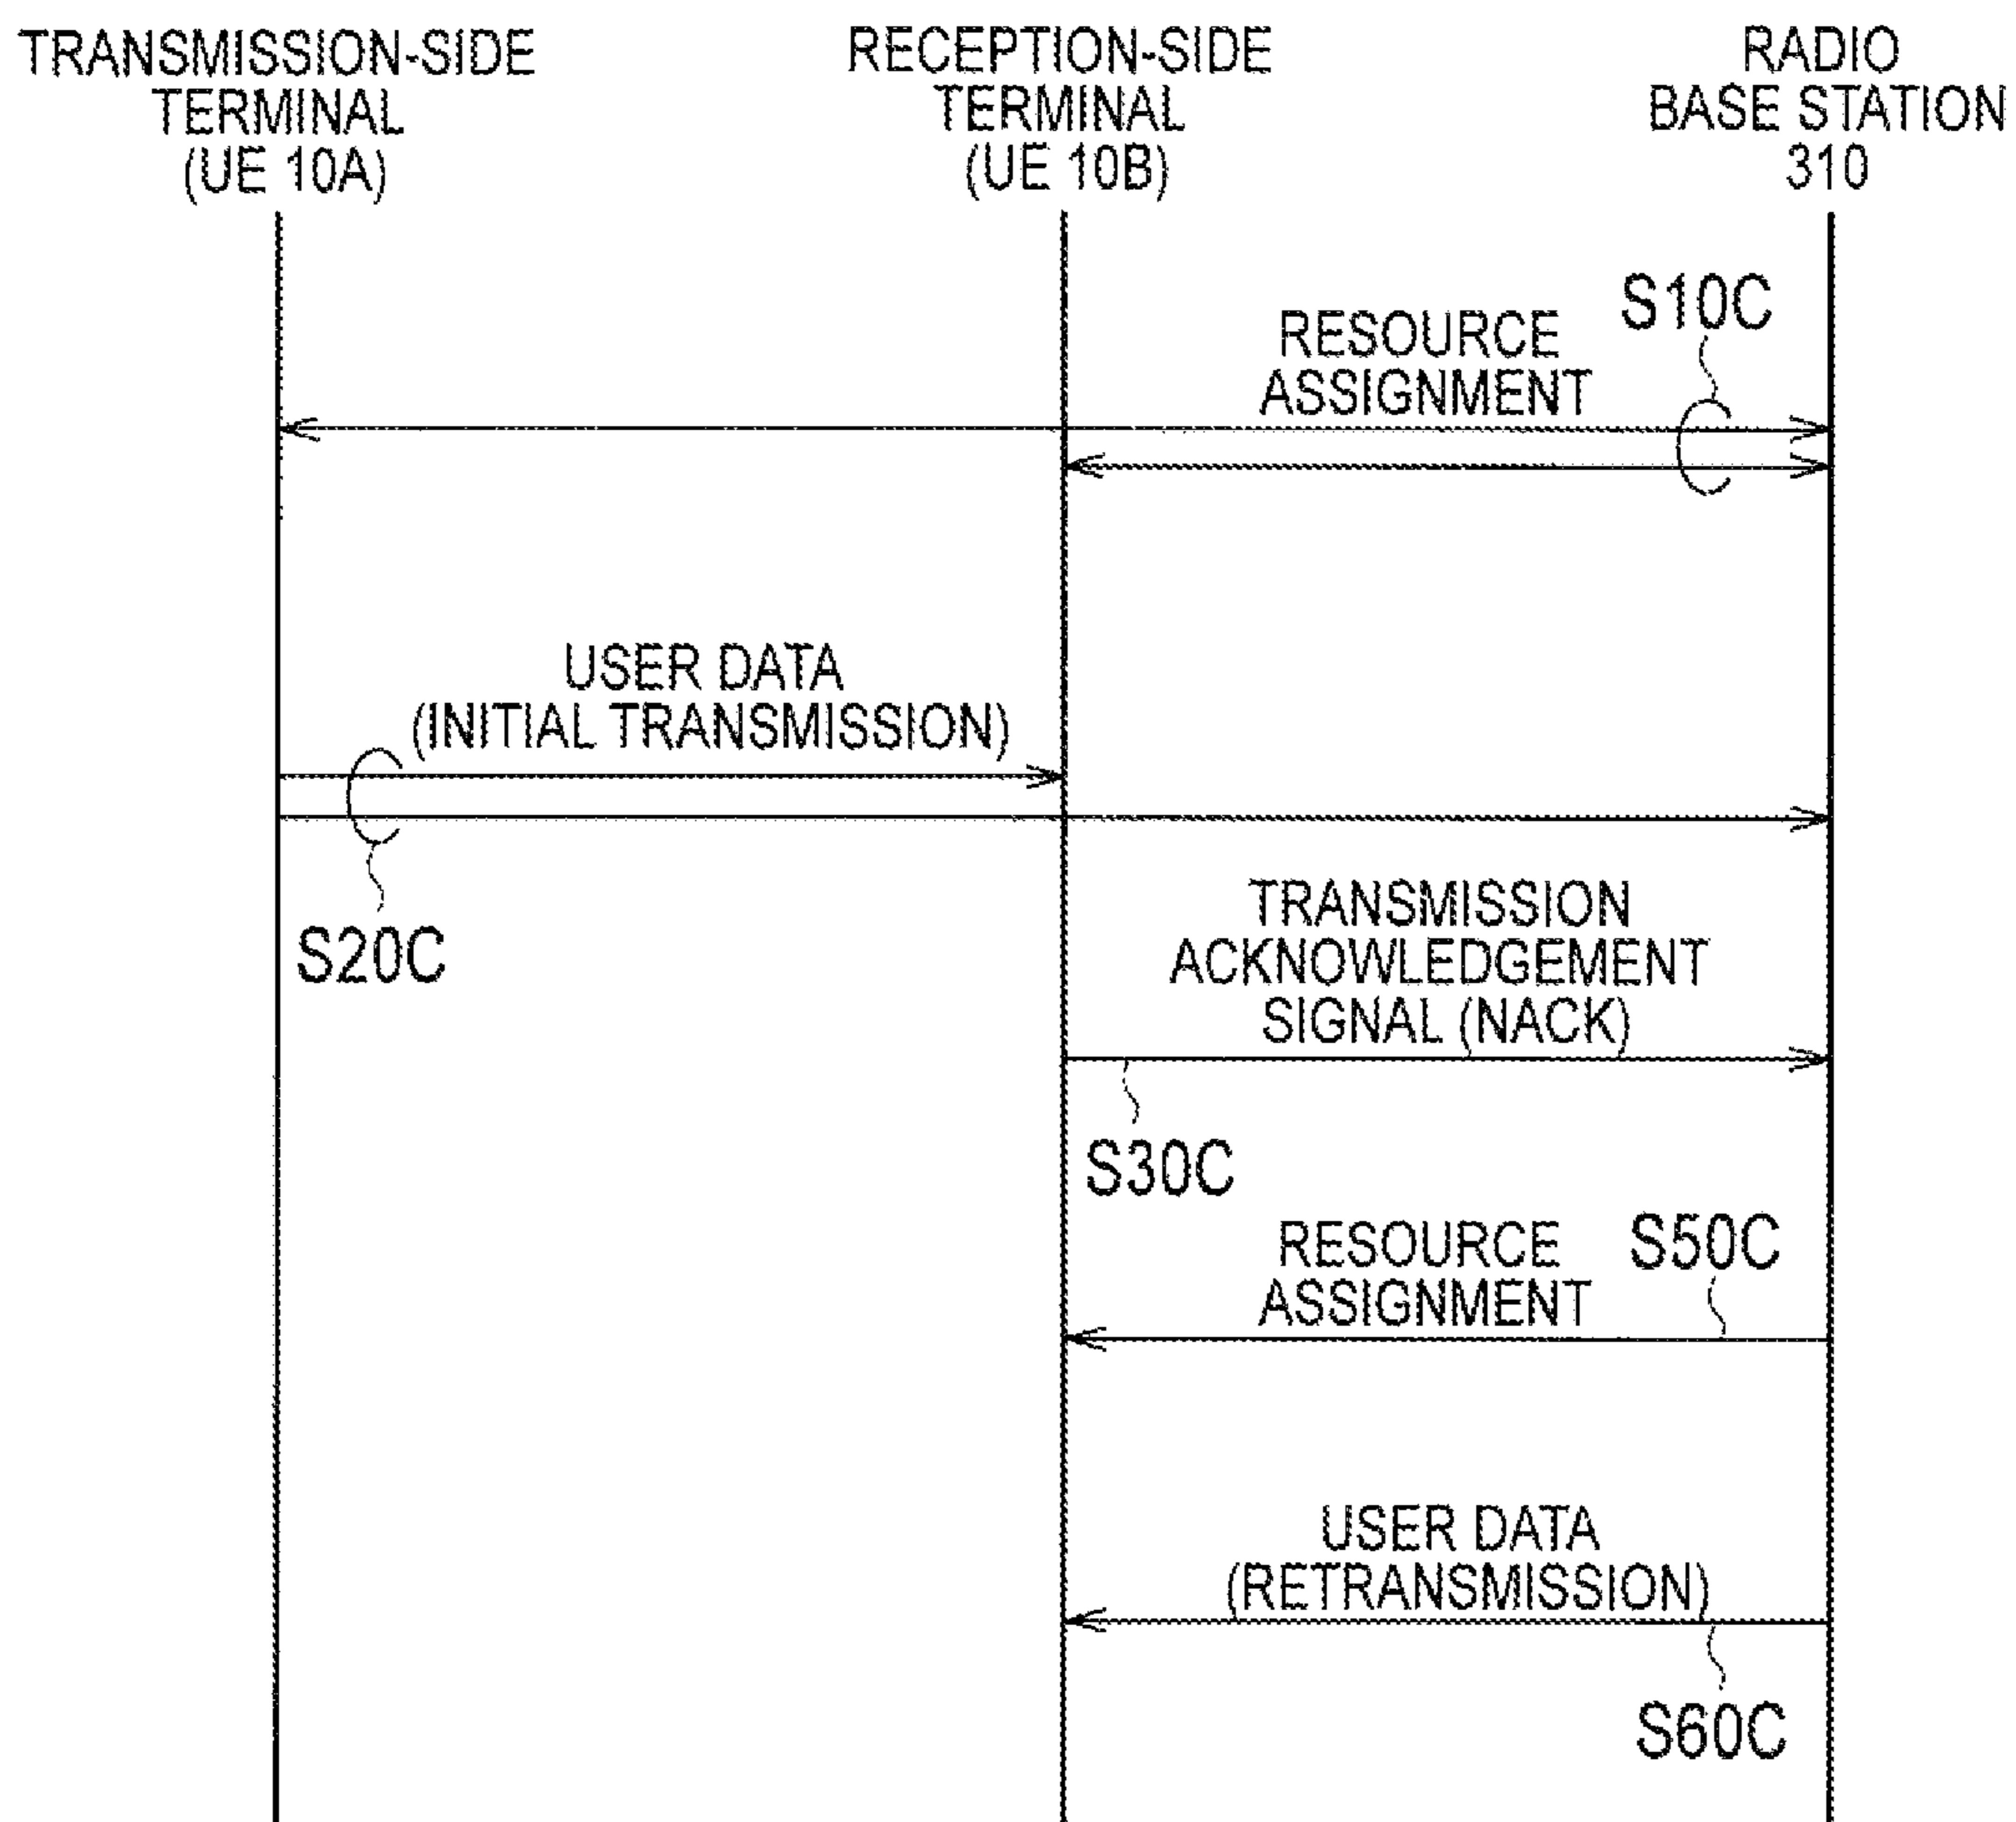 TRANSMISSION-SIDE
TERMINAL
(UE 10A)
RECEPTION-SIDE
TERMINAL
(UE 10B)
RADIO
BASE STATION
310
S10C
RESOURCE
ASSIGNMENT
USER DATA
(INITIAL TRANSMISSION)
S20C
TRANSMISSION
ACKNOWLEDGEMENT
SIGNAL (NACK)
S30C
RESOURCE
ASSIGNMENT
S50C
USER DATA
(RETRANSMISSION)
S60C